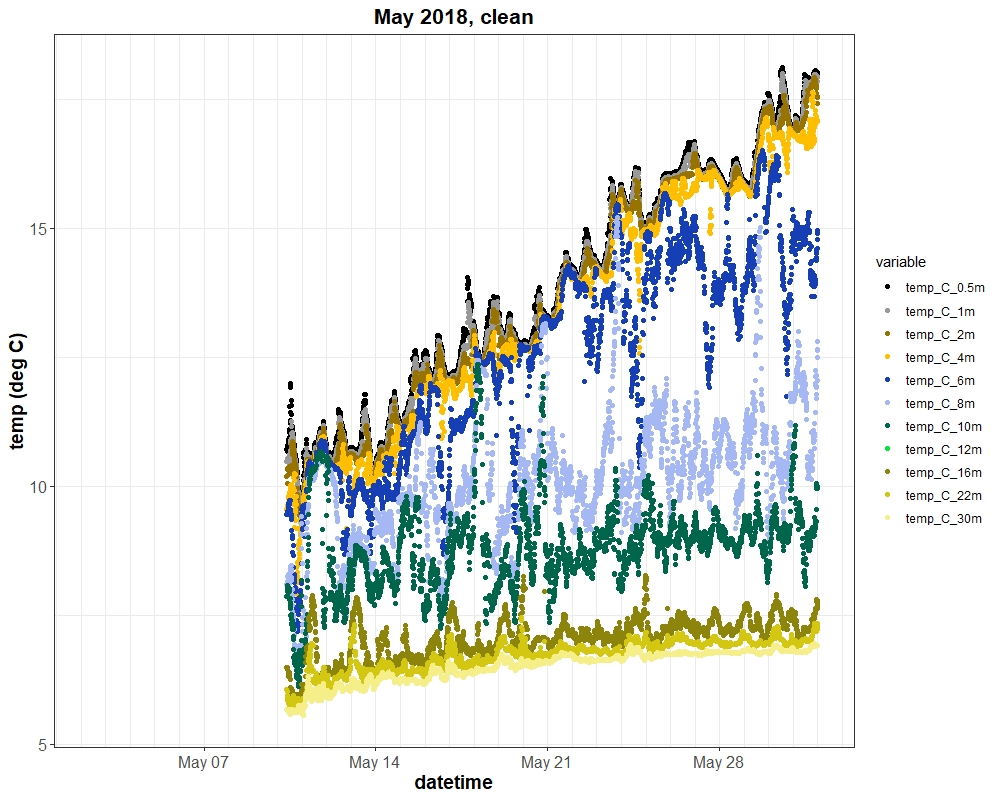 May 2018, clean
temp (deg C)
15
10
5
May 07
May 14
May 21
May 28
datetime
variable
temp_C_0.5m
temp_C_1m
temp_C_2m
temp_C_4m
temp_C_6m
temp_C_8m
temp_C_10m
temp_C_12m
temp_C_16m
temp_C_22m
temp_C_30m